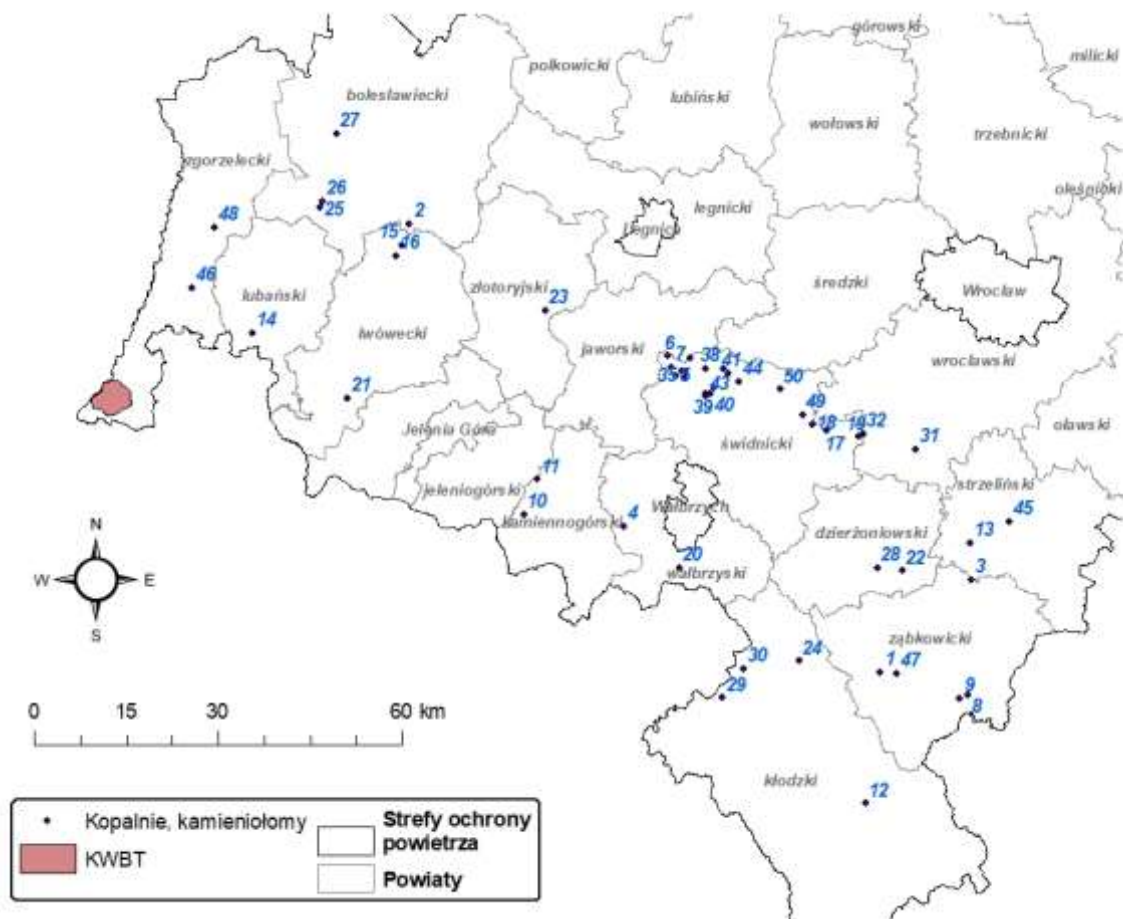 górowski
milicki
polkowicki
lubiński
bolesławiecki
wołowski
27
trzebnicki
zgorzelecki
oleśnicki
26
25
legnicki
48
2
Legnica
15
16
46
lubański
złotoryjski
23
średzki
Wrocław
14
lwówecki
jaworski
6
7
38
41
44
wrocławski
35
43
50
21
39
40
49
18
32
Jelenia Góra
świdnicki
17
19
31
oławski
11
strzeliński
jeleniogórski
10
kamiennogórski
4
Wałbrzych
45
dzierżoniowski
13
N
W
E
S
20
wałbrzyski
28
22
3
ząbkowicki
30
24
1
47
29
9
8
0
15
30
60 km
kłodzki
12
Kopalnie, kamieniołomy
KWBT
Strefy ochrony
powietrza
Powiaty